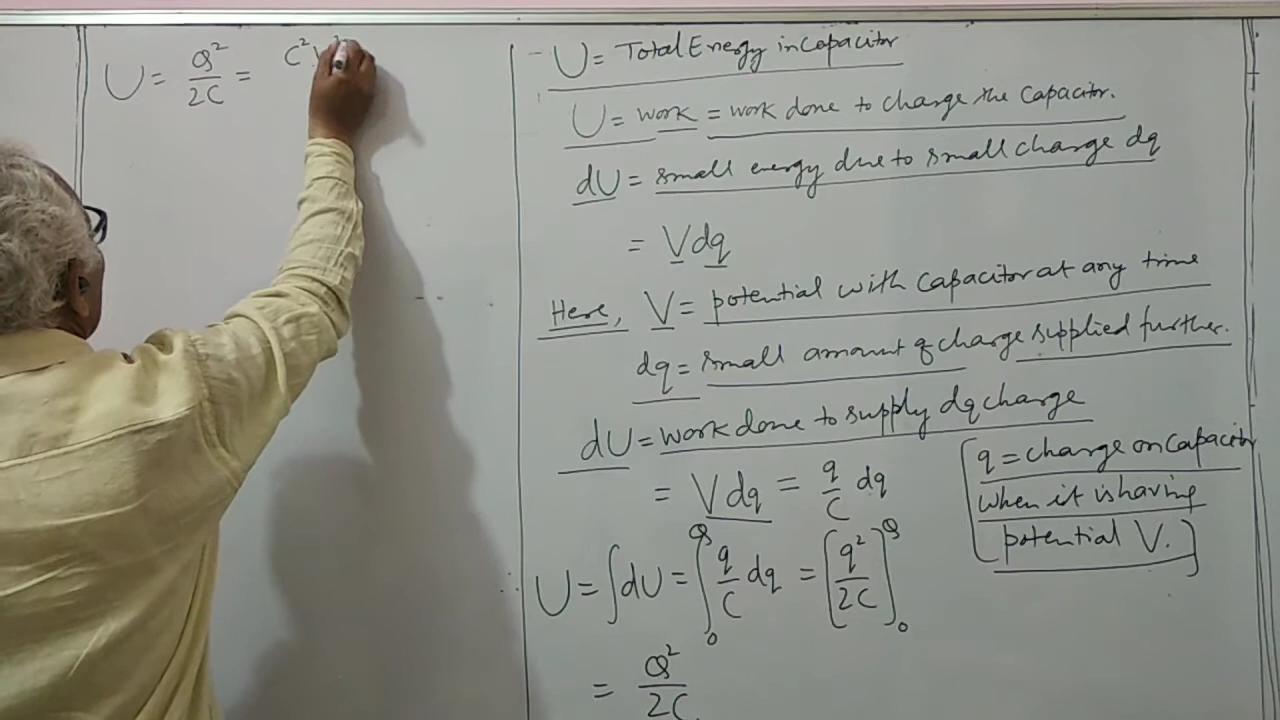 U = Q²/2C = C²V²
U = Total Energy in Capacitor
U = work = work done to charge the Capacitor.
dU = small energy due to small charge dq
= Vdq
Here, V = potential with Capacitor at any time
dq = small amount of charge supplied further.
dU = work done to supply dq charge
= Vdq = q/C dq
[q = charge on Capacitor
when it is having
potential V.]
U = ∫dU = ∫₀^Q q/C dq = [q²/2C]₀^Q
= Q²/2C